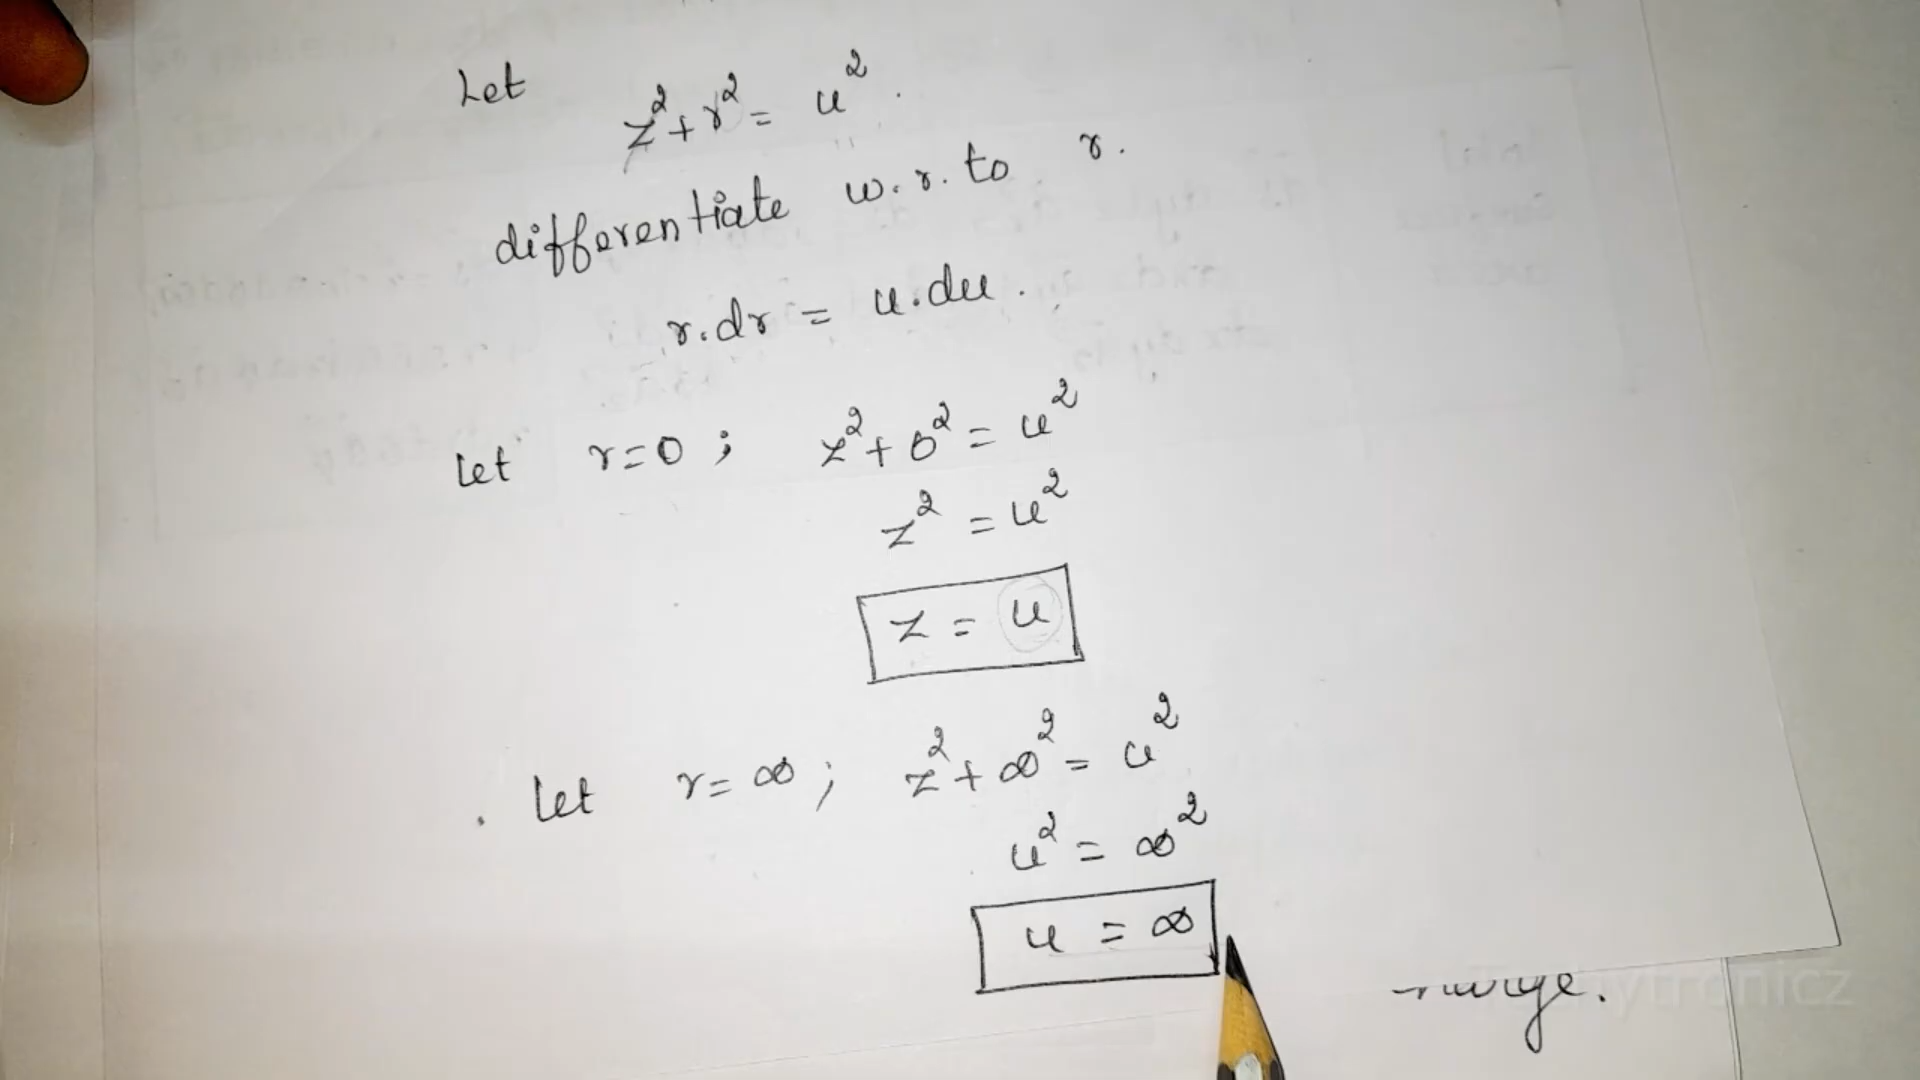 Let
z² + r² = u².
differentiate w.r. to r.
r.dr = u.du.
Let r=0 ; z² + 0² = u²
z² = u²
z = u
. Let r = ∞ ; z² + ∞² = u²
u² = ∞²
u = ∞